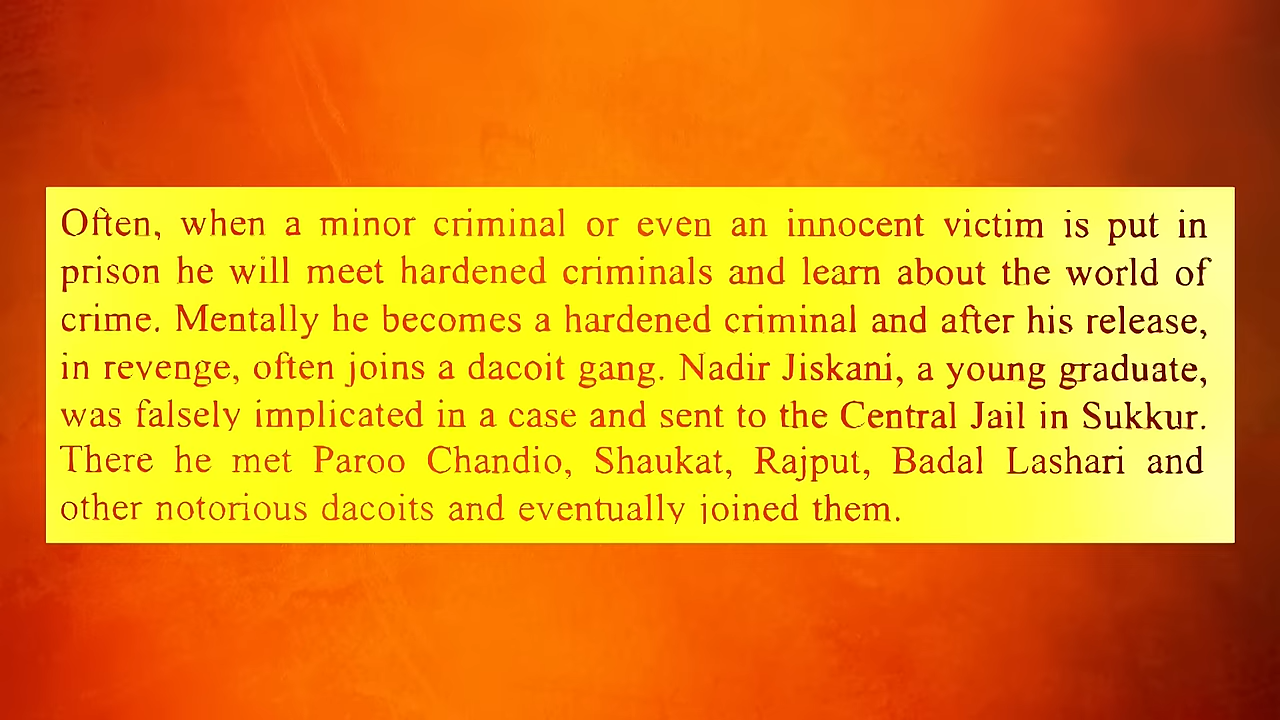 Often, when a minor criminal or even an innocent victim is put in
prison he will meet hardened criminals and learn about the world of
crime. Mentally he becomes a hardened criminal and after his release,
in revenge, often joins a dacoit gang. Nadir Jiskani, a young graduate,
was falsely implicated in a case and sent to the Central Jail in Sukkur.
There he met Paroo Chandio, Shaukat, Rajput, Badal Lashari and
other notorious dacoits and eventually joined them.